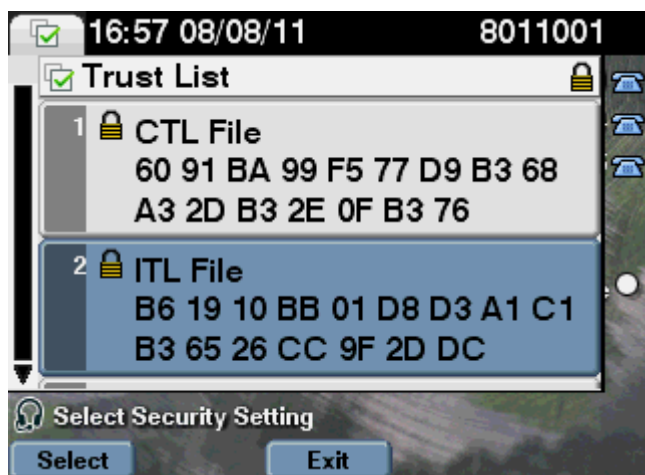 16:57 08/08/11 8011001
Trust List
1 CTL File
60 91 BA 99 F5 77 D9 B3 68
A3 2D B3 2E 0F B3 76
2 ITL File
B6 19 10 BB 01 D8 D3 A1 C1
B3 65 26 CC 9F 2D DC
Select Security Setting
Select Exit